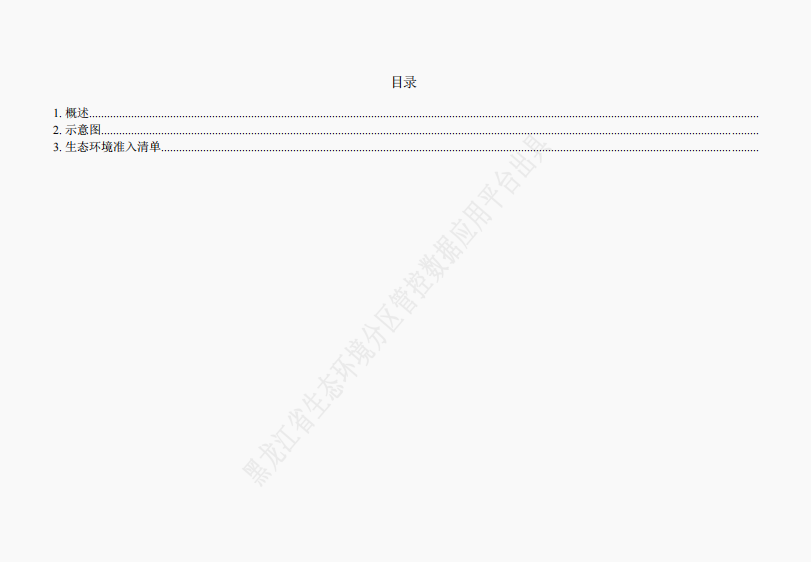 目录
1. 概述................................................................
2. 示意图................................................................
3. 生态环境准入清单................................................................
黑龙江省生态环境分区管控数据应用平台出具